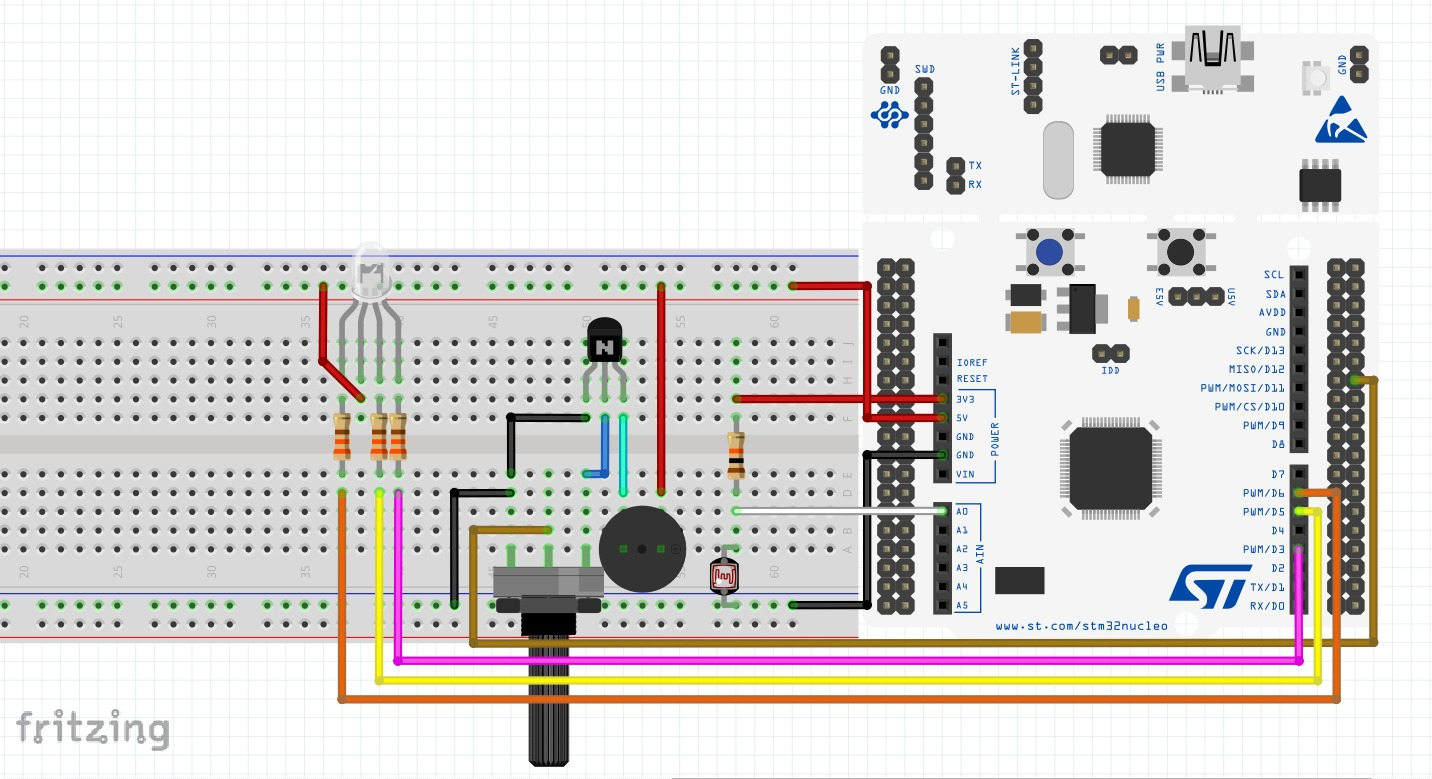 GND
SWD
ST-LINK
USB PWR
GND
TX
RX
E5V
U5V
IDD
IOREF
RESET
3V3
5V
GND
GND
VIN
POWER
A0
A1
A2
A3
A4
A5
AIN
SCL
SDA
AVDD
GND
SCK/D13
MISO/D12
PWM/MOSI/D11
PWM/CS/D10
PWM/D9
D8
D7
PWM/D6
PWM/D5
D4
PWM/D3
D2
TX/D1
RX/D0
ST
www.st.com/stm32nucleo
20
25
30
35
45
55
60
J
I
H
F
E
D
B
A
20
25
30
35
60
N
fritzing